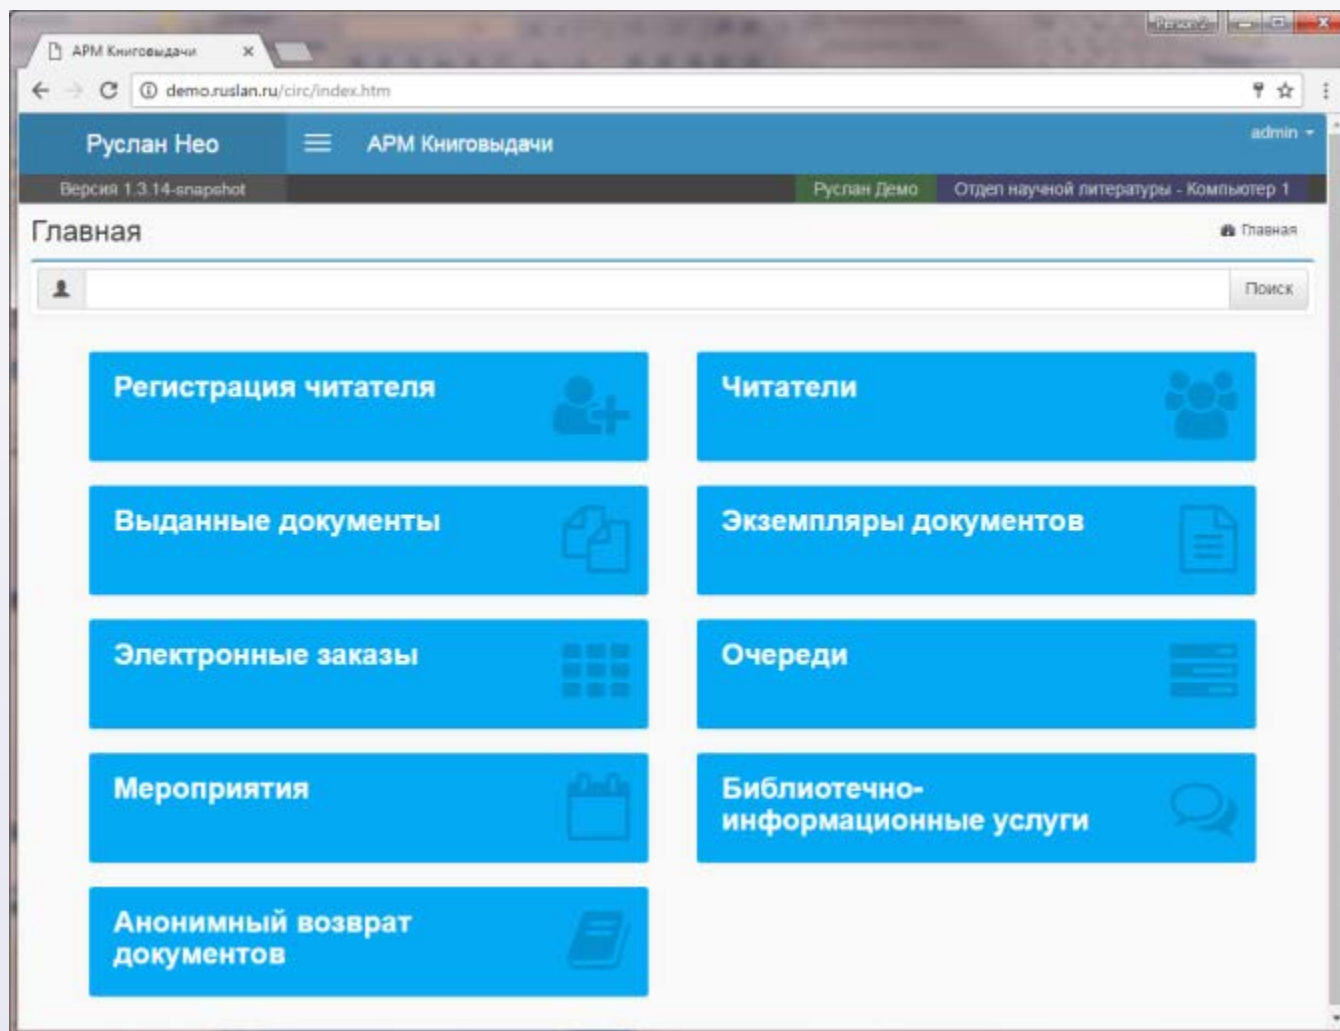 Person 2
АРМ Книговыдачи
demo.ruslan.ru/circ/index.htm
Руслан Нео
АРМ Книговыдачи
admin
Версия 1.3.14-snapshot
Руслан Демо
Отдел научной литературы - Компьютер 1
Главная
Главная
Поиск
Регистрация читателя
Читатели
Выданные документы
Экземпляры документов
Электронные заказы
Очереди
Мероприятия
Библиотечно-
информационные услуги
Анонимный возврат
документов